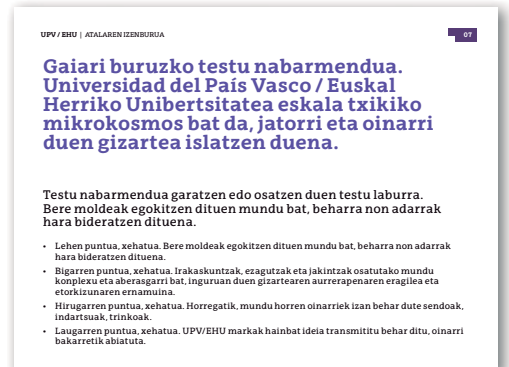 UPV / EHU | ATALAREN IZENBURUA
07
Gaiari buruzko testu nabarmendua.
Universidad del País Vasco / Euskal
Herriko Unibertsitatea eskala txikiko
mikrokosmos bat da, jatorri eta oinarri
duen gizartea islatzen duena.
Testu nabarmendua garatzen edo osatzen duen testu laburra.
Bere moldeak egokitzen dituen mundu bat, beharra non adarrak
hara bideratzen dituena.
• Lehen puntua, xehatua. Bere moldeak egokitzen dituen mundu bat, beharra non adarrak
hara bideratzen dituena.
• Bigarren puntua, xehatua. Irakaskuntzak, ezagutzak eta jakintzak osatutako mundu
konplexu eta aberasgarri bat, inguruan duen gizartearen aurrerapenaren eragilea eta
etorkizunaren ernamuina.
• Hirugarren puntua, xehatua. Horregatik, mundu horren oinarriek izan behar dute sendoak,
indartsuak, trinkoak.
• Laugarren puntua, xehatua. UPV/EHU markak hainbat ideia transmititu behar ditu, oinarri
bakarretik abiatuta.